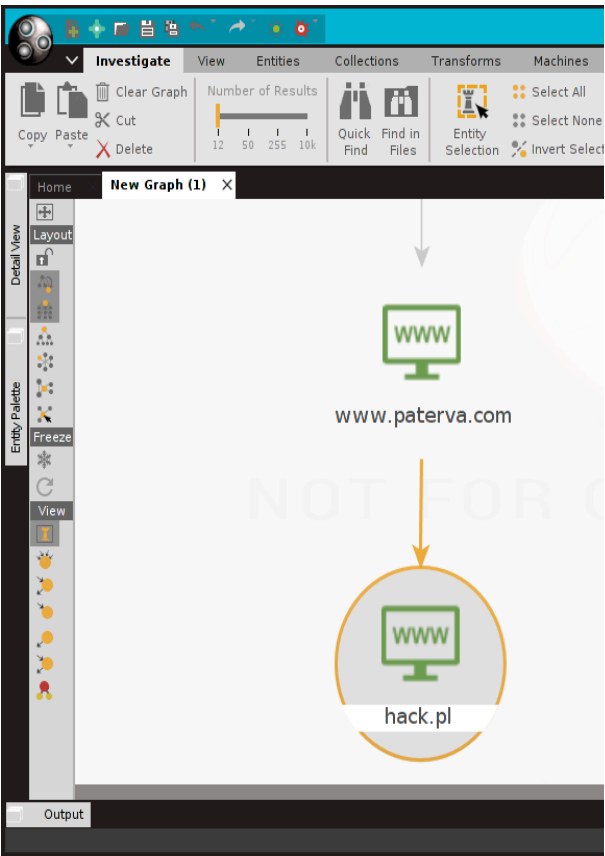 Investigate View Entities Collections Transforms Machines
Copy Paste Clear Graph
Cut
Delete
Number of Results
12 50 255 10k
Quick Find
Find in Files
Entity Selection
Select All
Select None
Invert Select
Home New Graph (1) X
Detail View
Entity Palette
Layout
Freeze
View
WWW
www.paterva.com
NOT FOR
WWW
hack.pl
Output